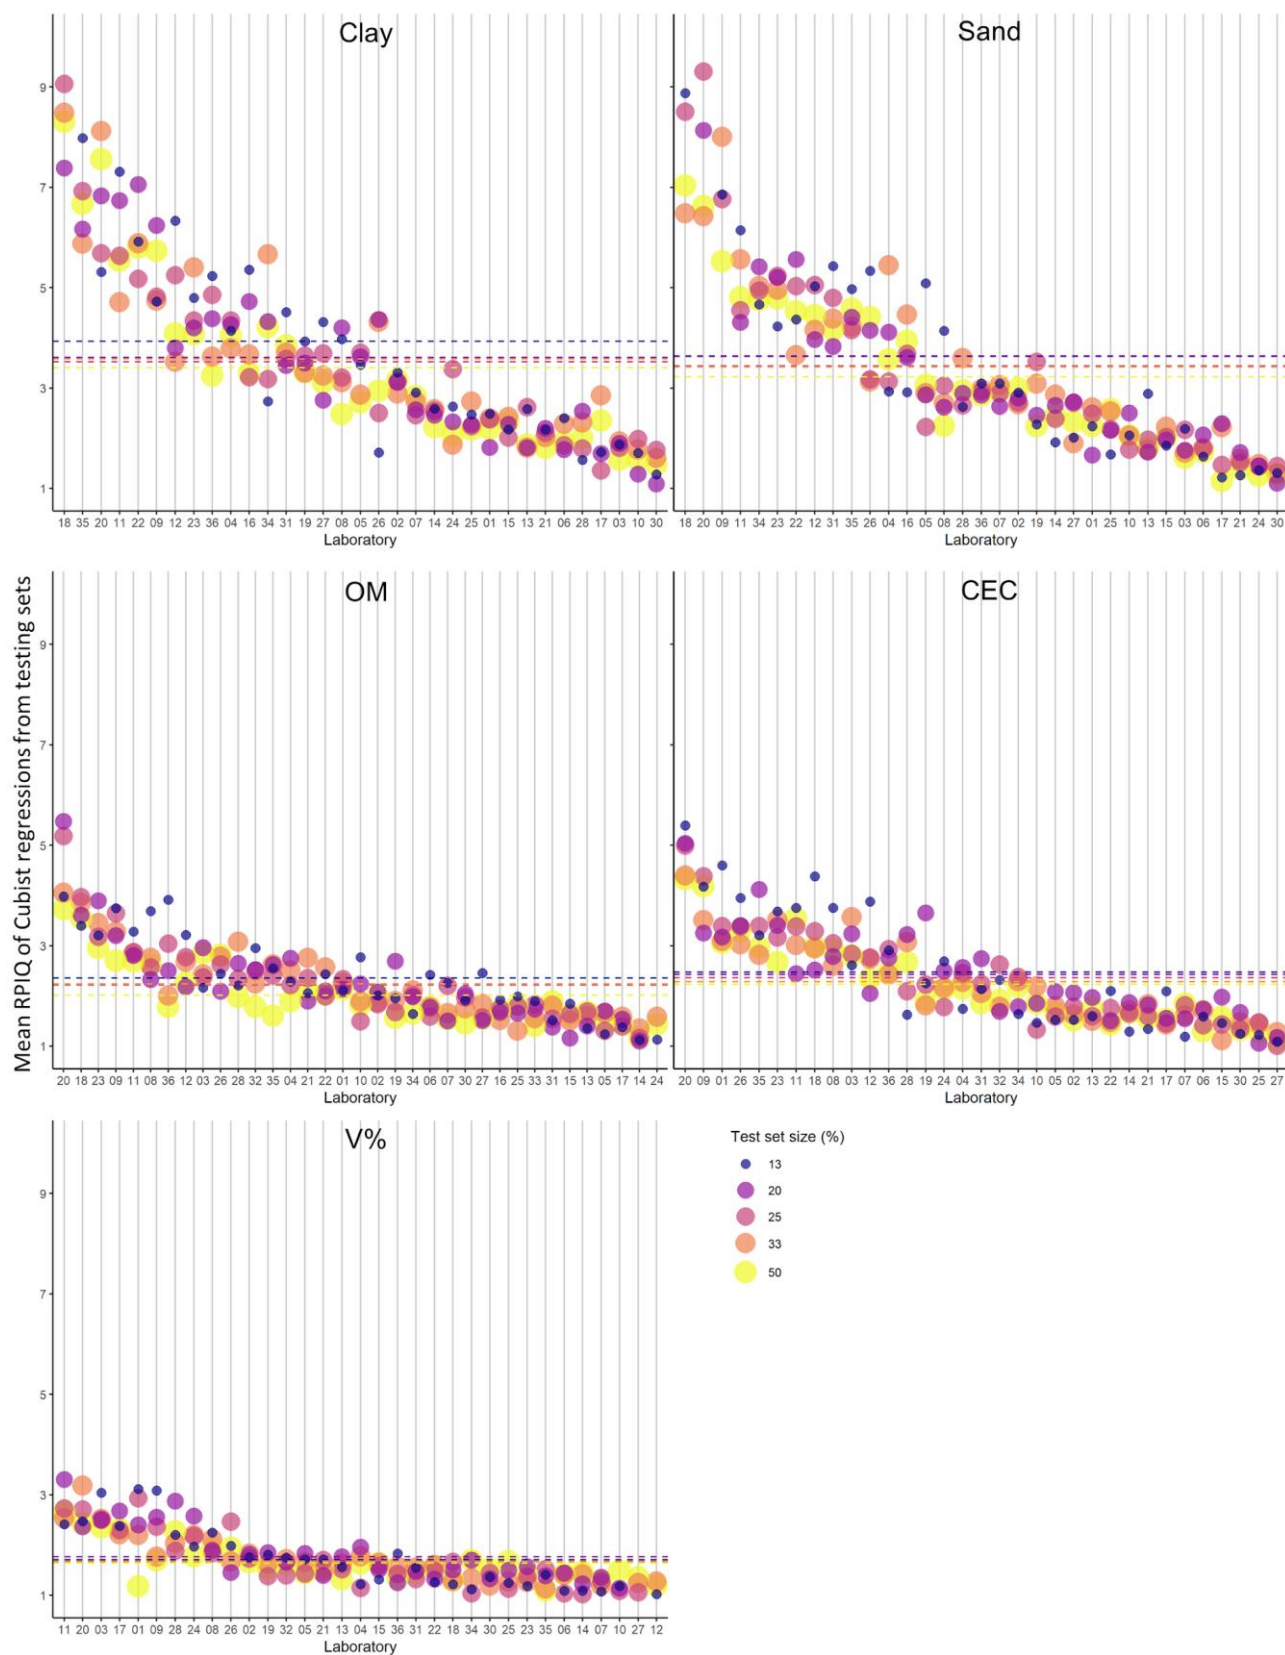 Clay
9
7
5
3
1
18 35 20 11 22 09 12 23 36 04 16 34 31 19 27 08 05 26 02 07 14 24 25 01 15 13 21 06 28 17 03 10 30
Laboratory
Sand
18 20 09 11 34 23 22 12 31 35 26 04 16 05 08 28 36 07 02 19 14 27 01 25 10 13 15 03 06 17 21 24 30
Laboratory
Mean RPIQ of Cubist regressions from testing sets
OM
9
7
5
3
1
20 18 23 09 11 08 36 12 03 26 28 32 35 04 21 22 01 10 02 19 34 06 07 30 27 16 25 33 31 15 13 05 17 14 24
Laboratory
CEC
20 09 01 26 35 23 11 18 08 03 12 36 28 19 24 04 31 32 34 10 05 02 13 22 14 21 17 07 06 15 30 25 27
Laboratory
V%
9
7
5
3
1
11 20 03 17 01 09 28 24 08 26 02 19 32 05 21 13 04 15 36 31 22 18 34 30 25 23 35 06 14 07 10 27 12
Laboratory
Test set size (%)
13
20
25
33
50